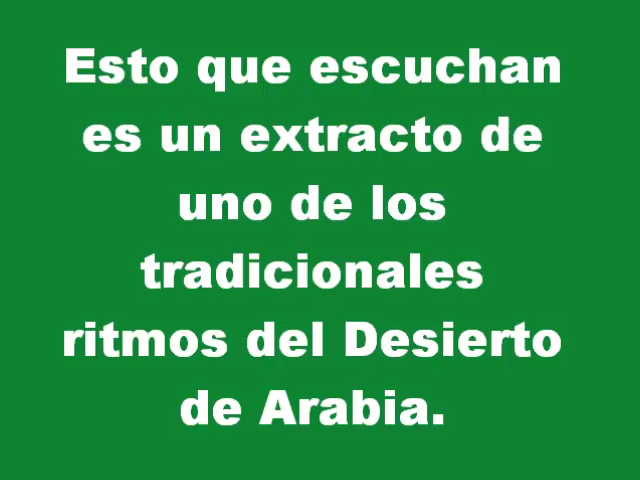 Esto que escuchan
es un extracto de
uno de los
tradicionales
ritmos del Desierto
de Arabia.